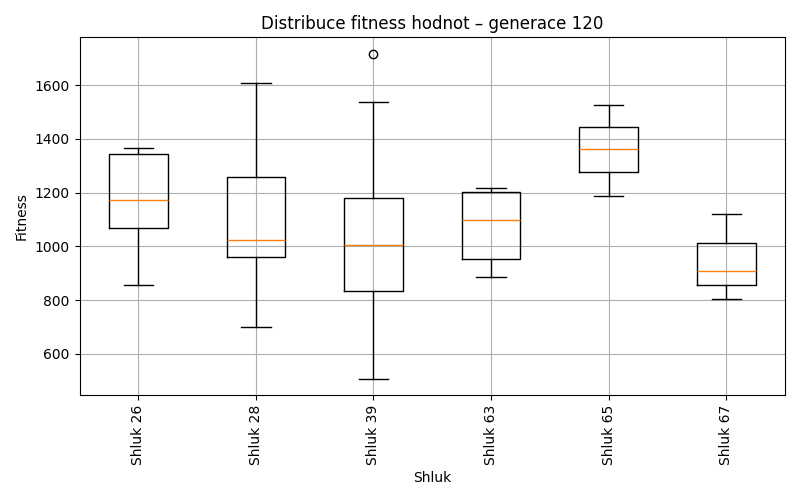 Distribuce fitness hodnot – generace 120
Fitness
1600
1400
1200
1000
800
600
Shluk 26
Shluk 28
Shluk 39
Shluk 63
Shluk 65
Shluk 67
Shluk